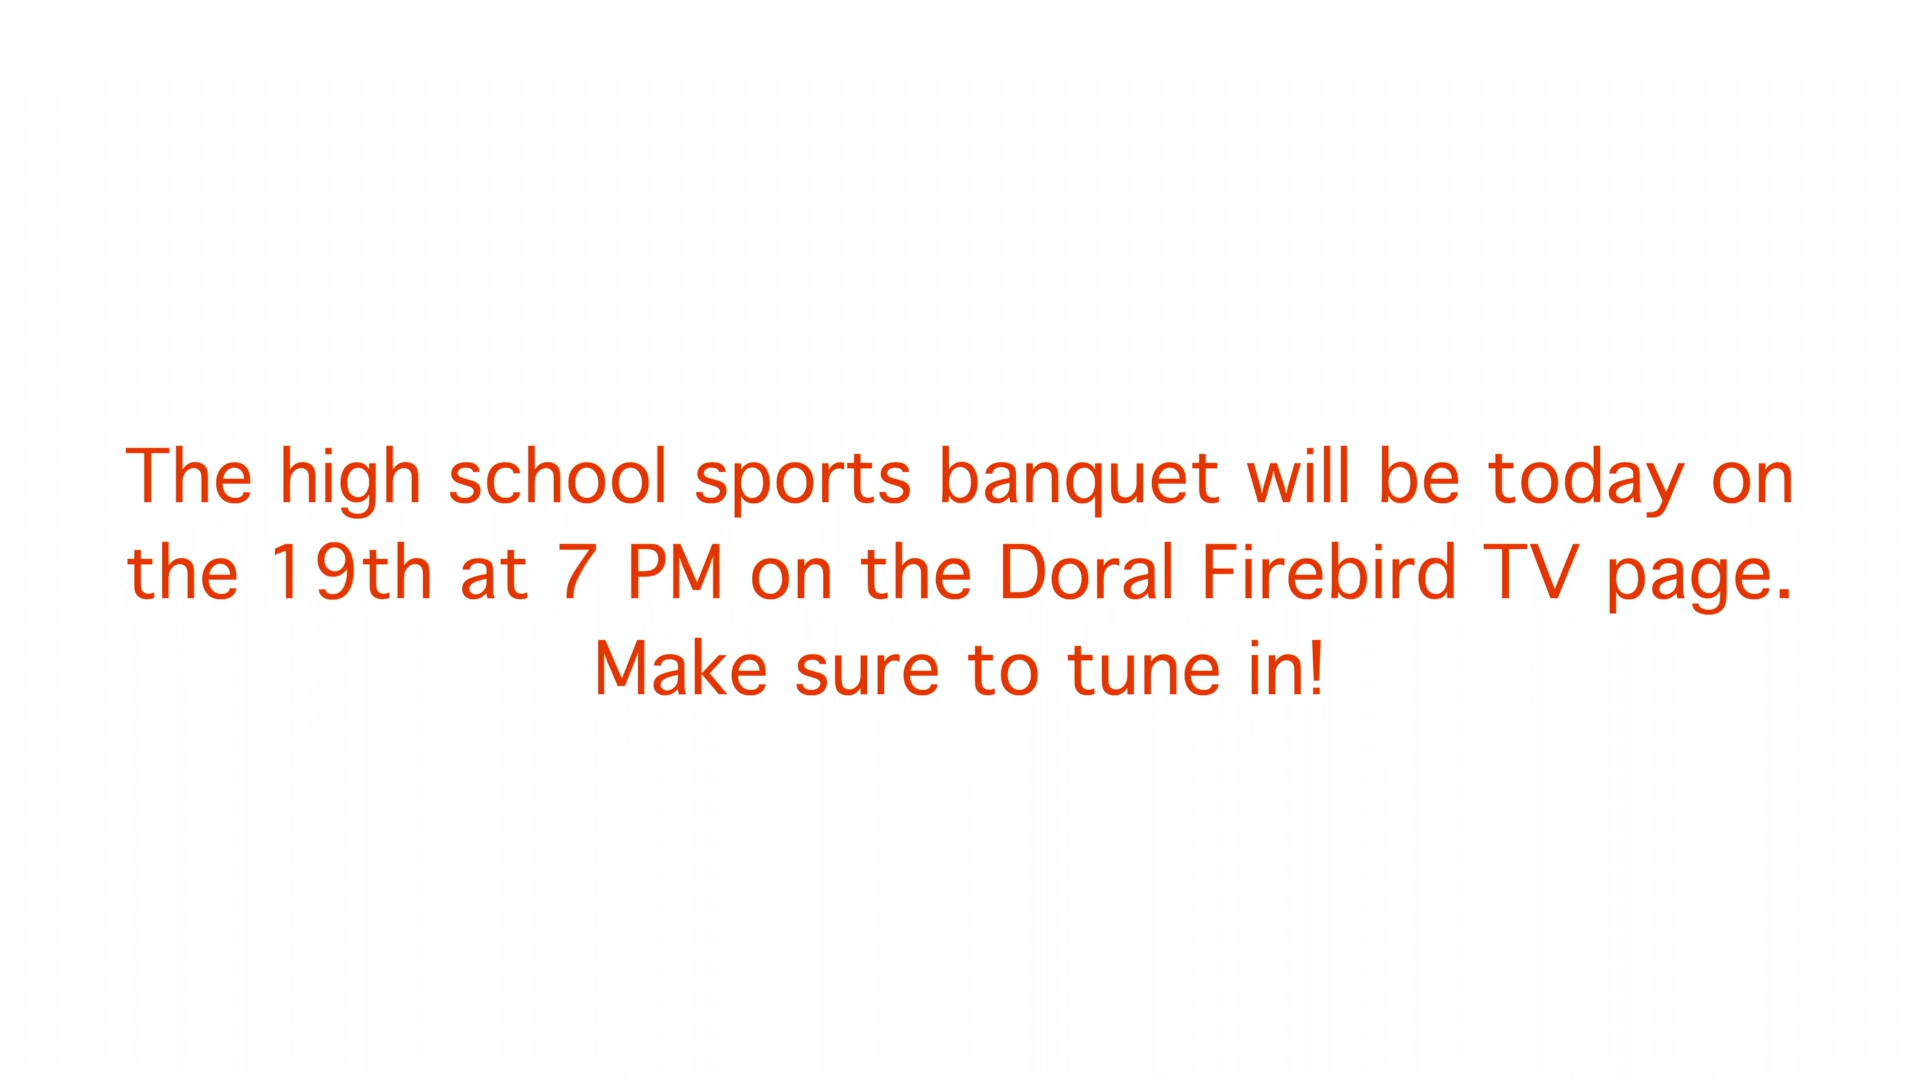 The high school sports banquet will be today on
the 19th at 7 PM on the Doral Firebird TV page.
Make sure to tune in!